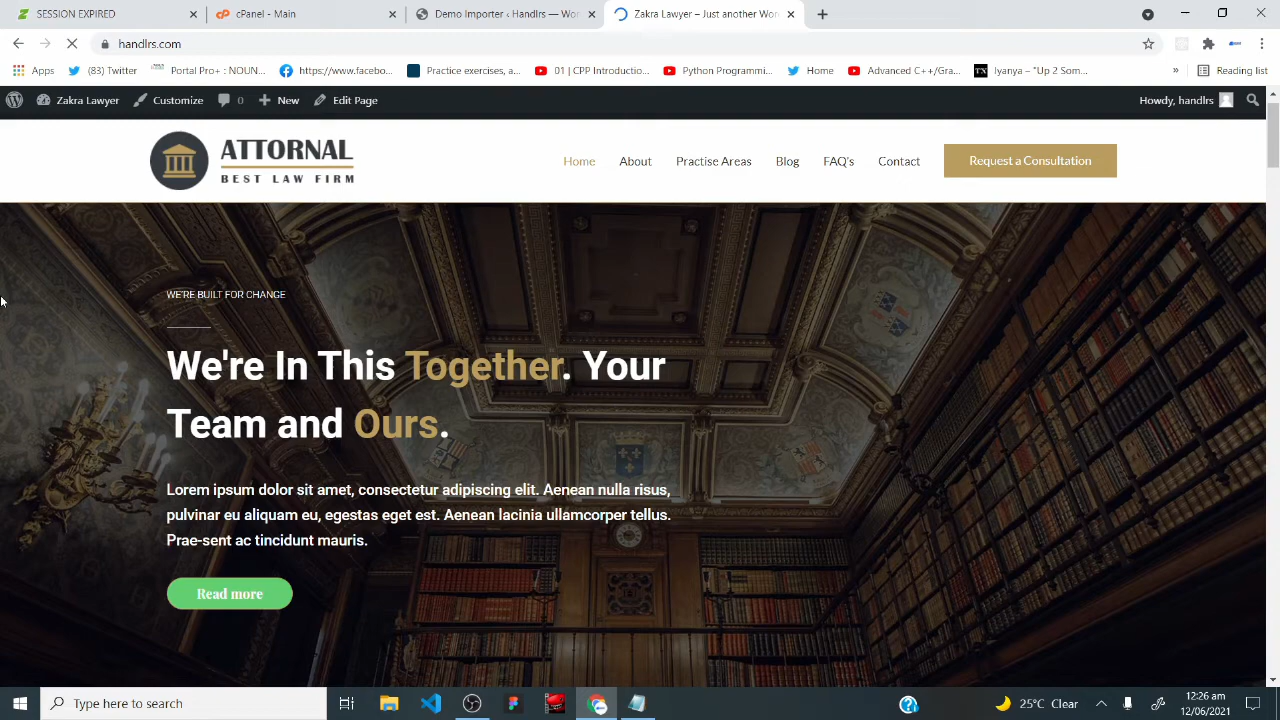 SESSION EXPIRED
Demo Importer ‹ Handlrs — Wor
Zakra Lawyer – Just another Wor
handlrs.com
Apps
(83) Twitter
Portal Pro+ : NOUN...
https://www.facebo...
Practice exercises, a...
01 | CPP Introductio...
Python Programmi...
Home
Advanced C++/Gra...
Iyanya – "Up 2 Som...
»
Reading list
Zakra Lawyer
Customize
0
New
Edit Page
Howdy, handlrs
ATTORNAL
BEST LAW FIRM
Home
About
Practise Areas
Blog
FAQ's
Contact
Request a Consultation
WE'RE BUILT FOR CHANGE
We're In This Together. Your
Team and Ours.
Lorem ipsum dolor sit amet, consectetur adipiscing elit. Aenean nulla risus,
pulvinar eu aliquam eu, egestas eget est. Aenean lacinia ullamcorper tellus.
Prae-sent ac tincidunt mauris.
Read more
Type here to search
25°C Clear
12:26 am
12/06/2021